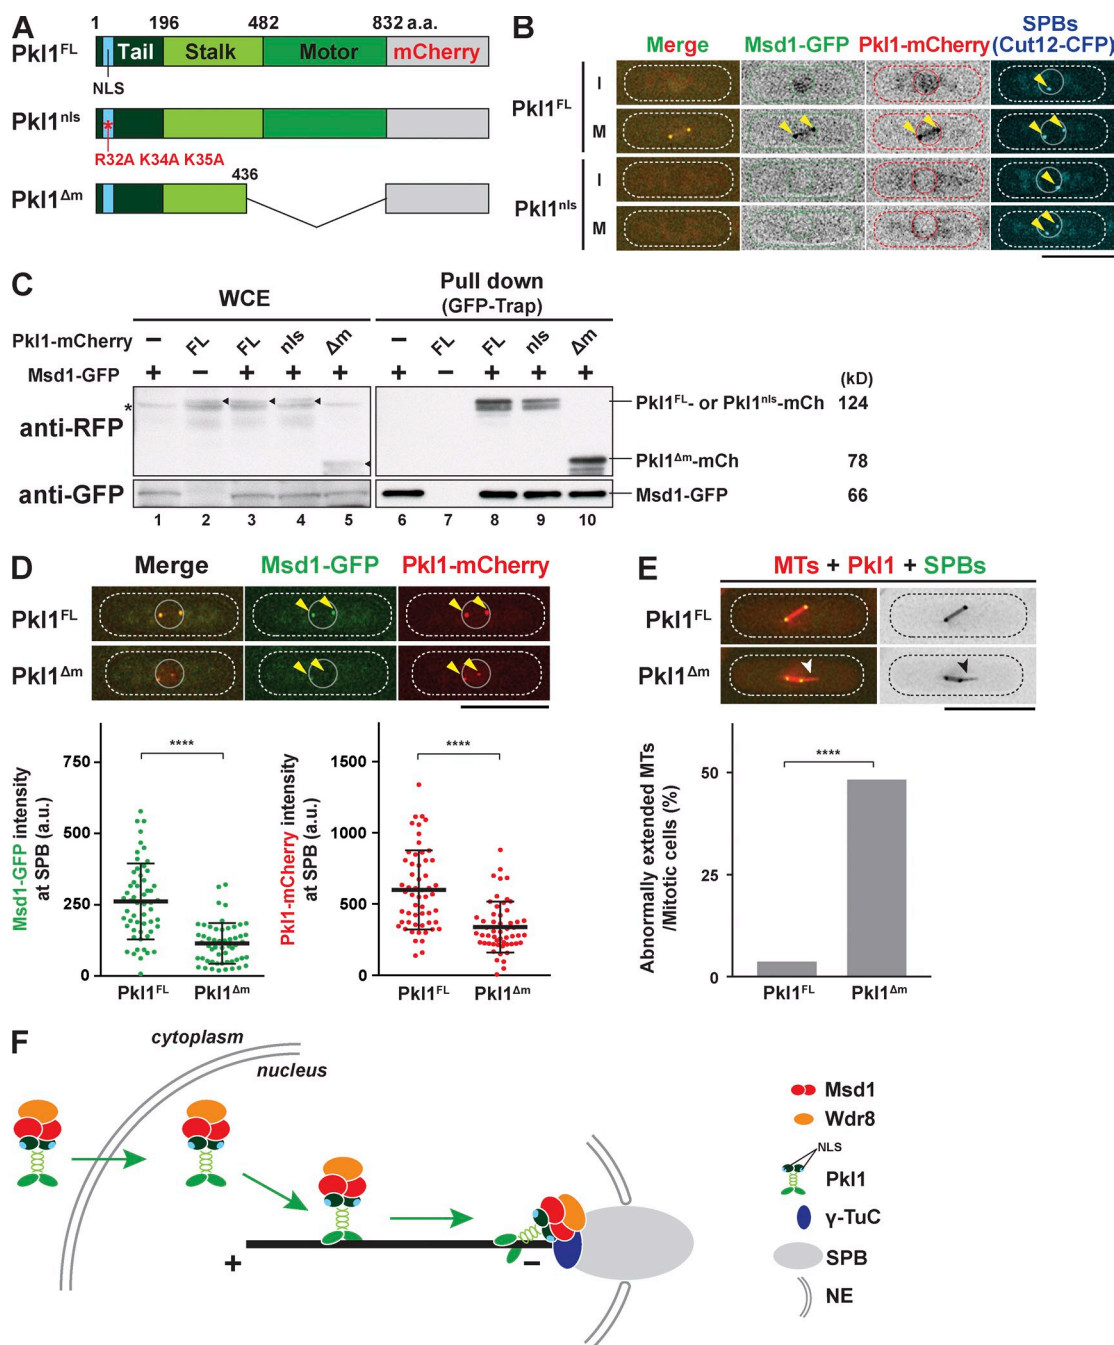 A
1 196 482 832 a.a.
Pkl1FL Tail Stalk Motor mCherry
NLS
Pkl1nls *
R32A K34A K35A
436
Pkl1Δm
B
SPBs
Merge Msd1-GFP Pkl1-mCherry (Cut12-CFP)
I
Pkl1FL
M
I
Pkl1nls
M
C
WCE
Pull down
(GFP-Trap)
Pkl1-mCherry − FL FL nls Δm − FL FL nls Δm
Msd1-GFP + − + + + + − + + + (kD)
*
anti-RFP
Pkl1FL- or Pkl1nls-mCh 124
Pkl1Δm-mCh 78
anti-GFP
Msd1-GFP 66
1 2 3 4 5 6 7 8 9 10
D
Merge Msd1-GFP Pkl1-mCherry
Pkl1FL
Pkl1Δm
Msd1-GFP intensity
at SPB (a.u.)
750
500
250
0
****
Pkl1FL Pkl1Δm
Pkl1-mCherry intensity
at SPB (a.u.)
1500
1000
500
0
****
Pkl1FL Pkl1Δm
E
MTs + Pkl1 + SPBs
Pkl1FL
Pkl1Δm
Abnormally extended MTs
/Mitotic cells (%)
50
25
0
****
Pkl1FL Pkl1Δm
F
cytoplasm
nucleus
+
−
Msd1
Wdr8
NLS
Pkl1
γ-TuC
SPB
NE